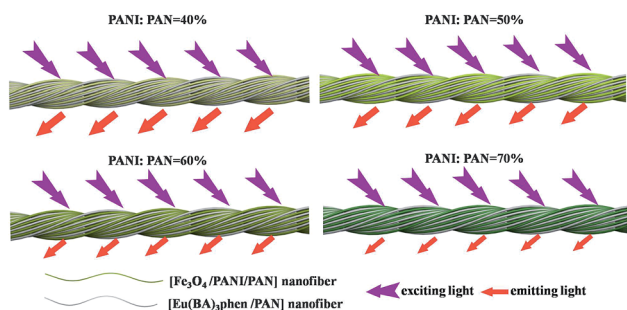 PANI: PAN=40%
PANI: PAN=50%
PANI: PAN=60%
PANI: PAN=70%
[Fe₃O₄ /PANI/PAN] nanofiber
[Eu(BA)₃phen /PAN] nanofiber
exciting light
emitting light